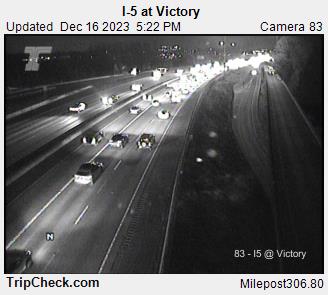 I-5 at Victory
Updated Dec 16 2023 5:22 PM Camera 83
T
N
83 - I5 @ Victory
TripCheck.com Milepost306.80